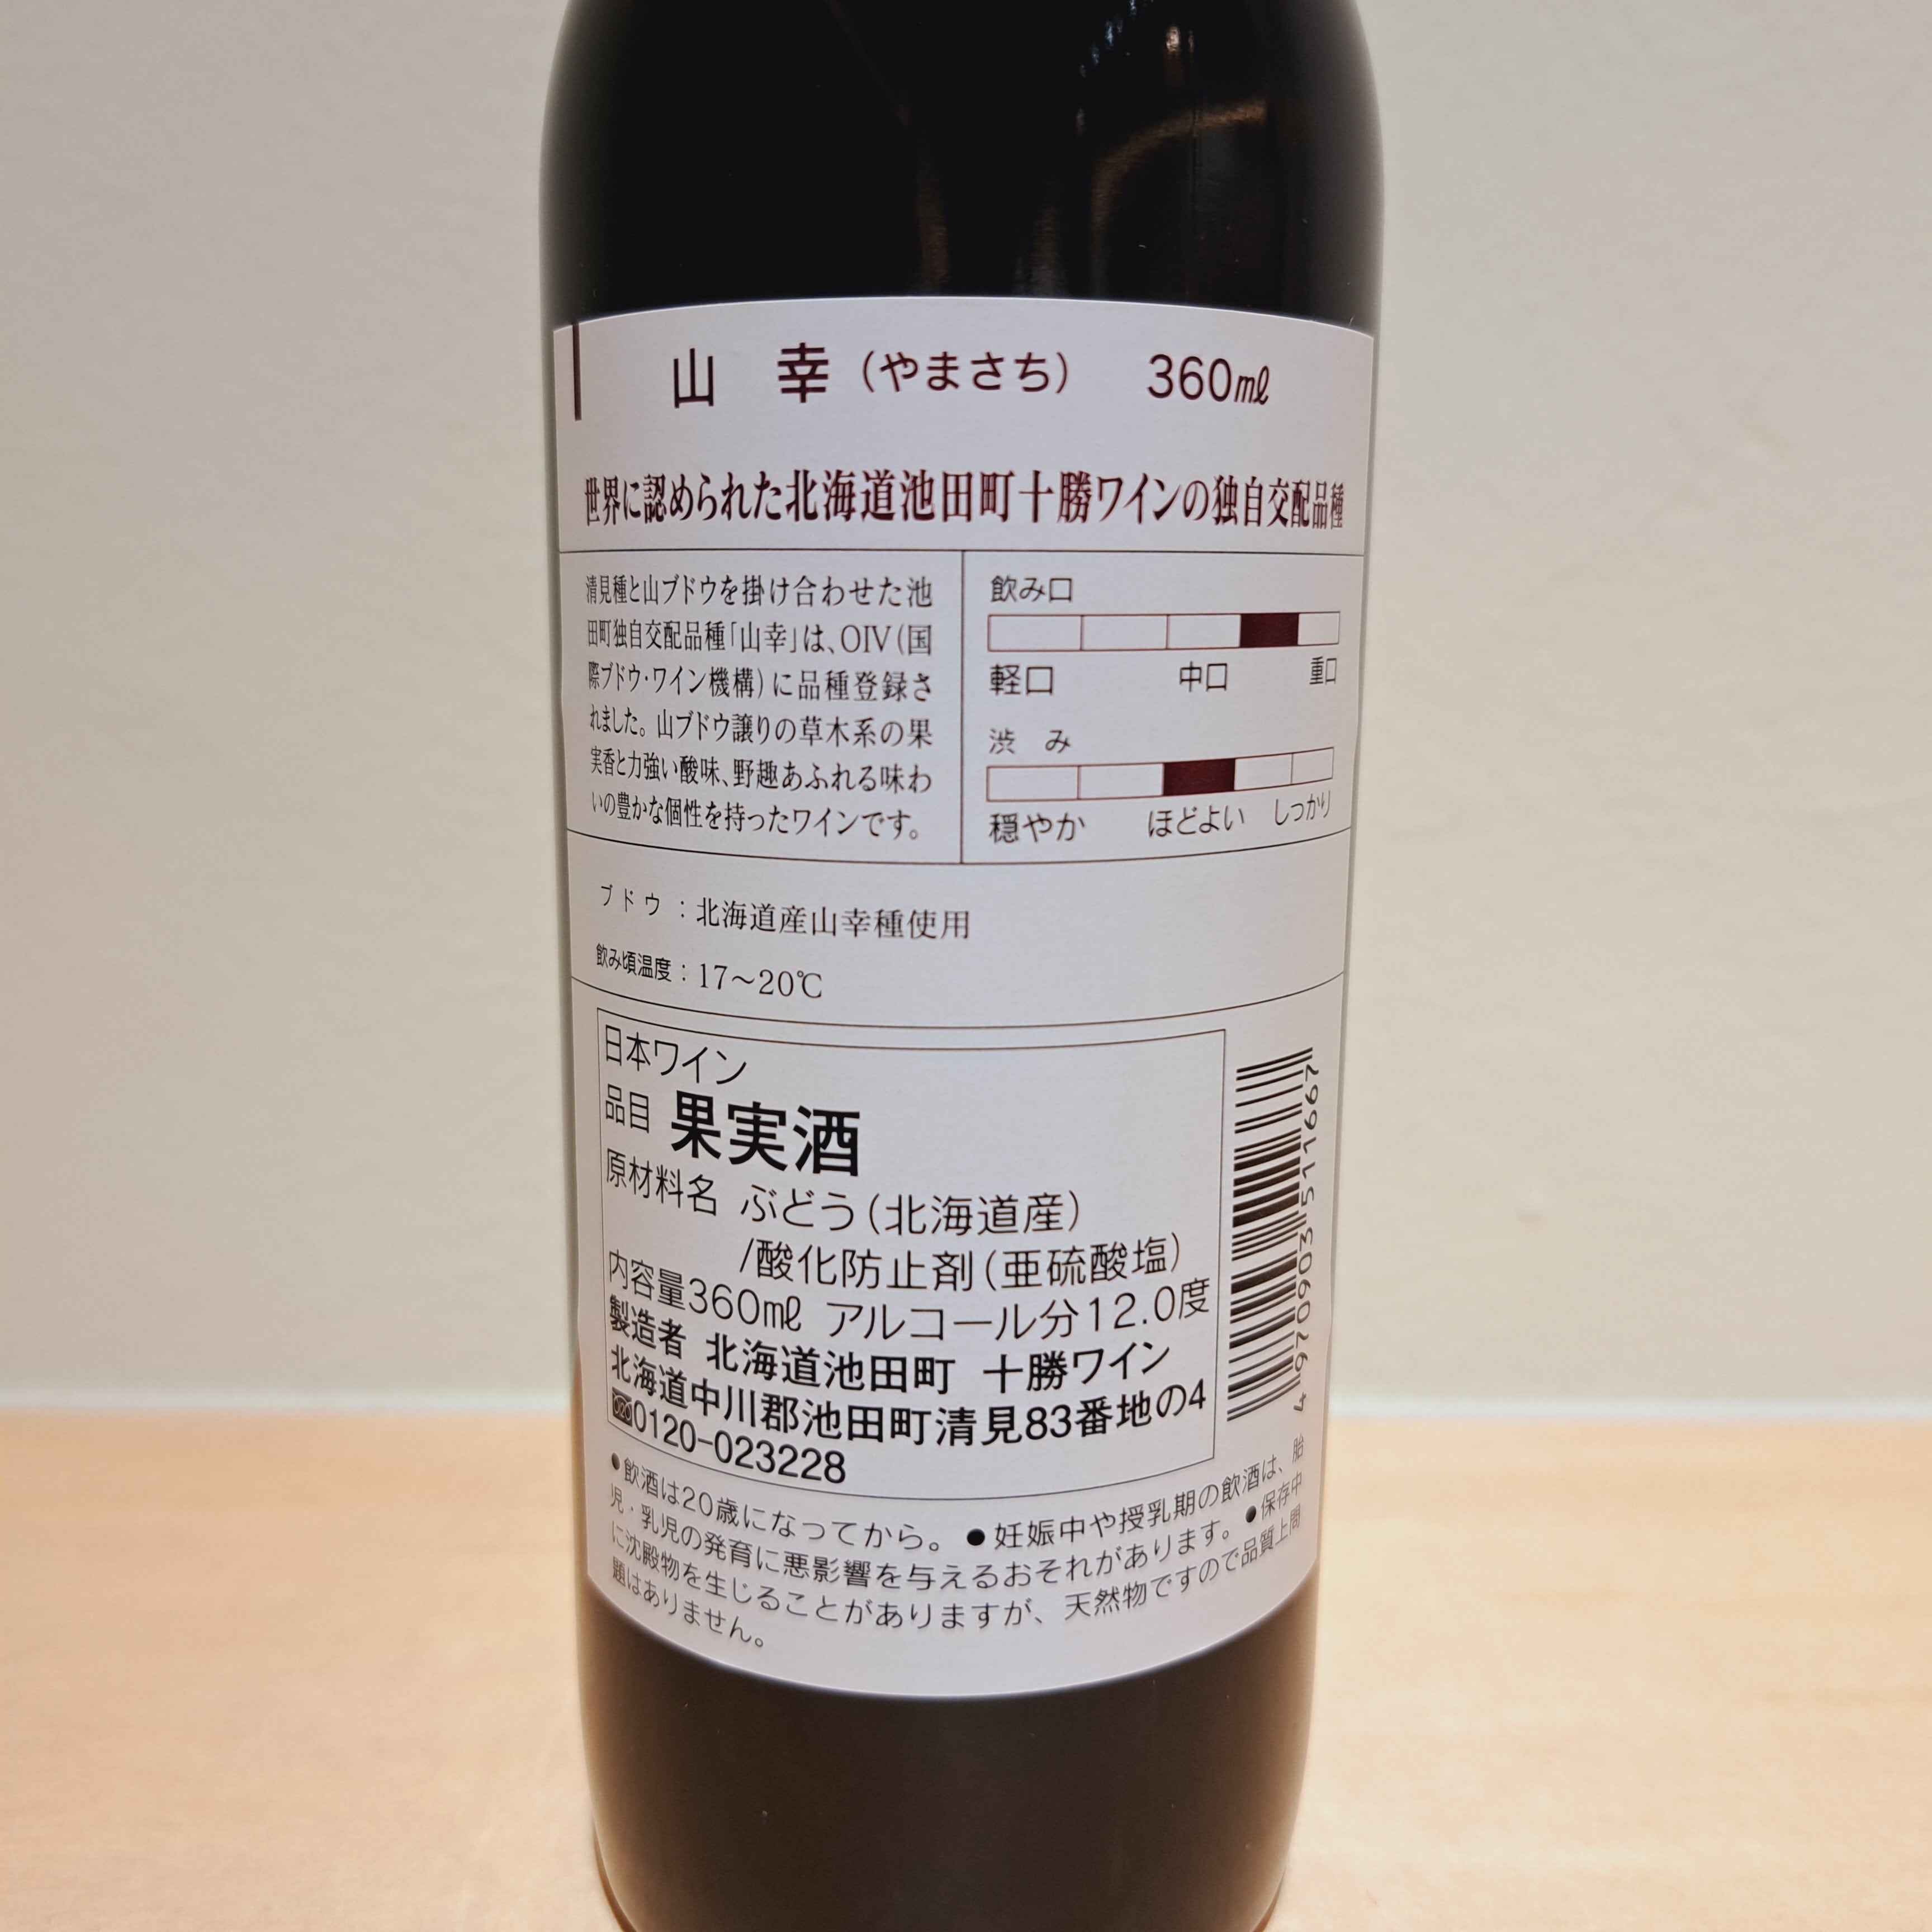 山 幸（やまさち） 360㎖
世界に認められた北海道池田町十勝ワインの独自交配品種
清見種と山ブドウを掛け合わせた池
田町独自交配品種「山幸」は、OIV（国
際ブドウ・ワイン機構）に品種登録さ
れました。山ブドウ譲りの草木系の果
実香と力強い酸味、野趣あふれる味わ
いの豊かな個性を持ったワインです。
飲み口
軽口 中口 重口
渋 み
穏やか ほどよい しっかり
ブドウ：北海道産山幸種使用
飲み頃温度：17〜20℃
日本ワイン
品目 果実酒
原材料名 ぶどう（北海道産）
/酸化防止剤（亜硫酸塩）
内容量360㎖ アルコール分12.0度
製造者 北海道池田町 十勝ワイン
北海道中川郡池田町清見83番地の4
0120-023228
4 970903 511667
●飲酒は20歳になってから。●妊娠中や授乳期の飲酒は、胎
児・乳児の発育に悪影響を与えるおそれがあります。●保存中
に沈殿物を生じることがありますが、天然物ですので品質上問
題はありません。